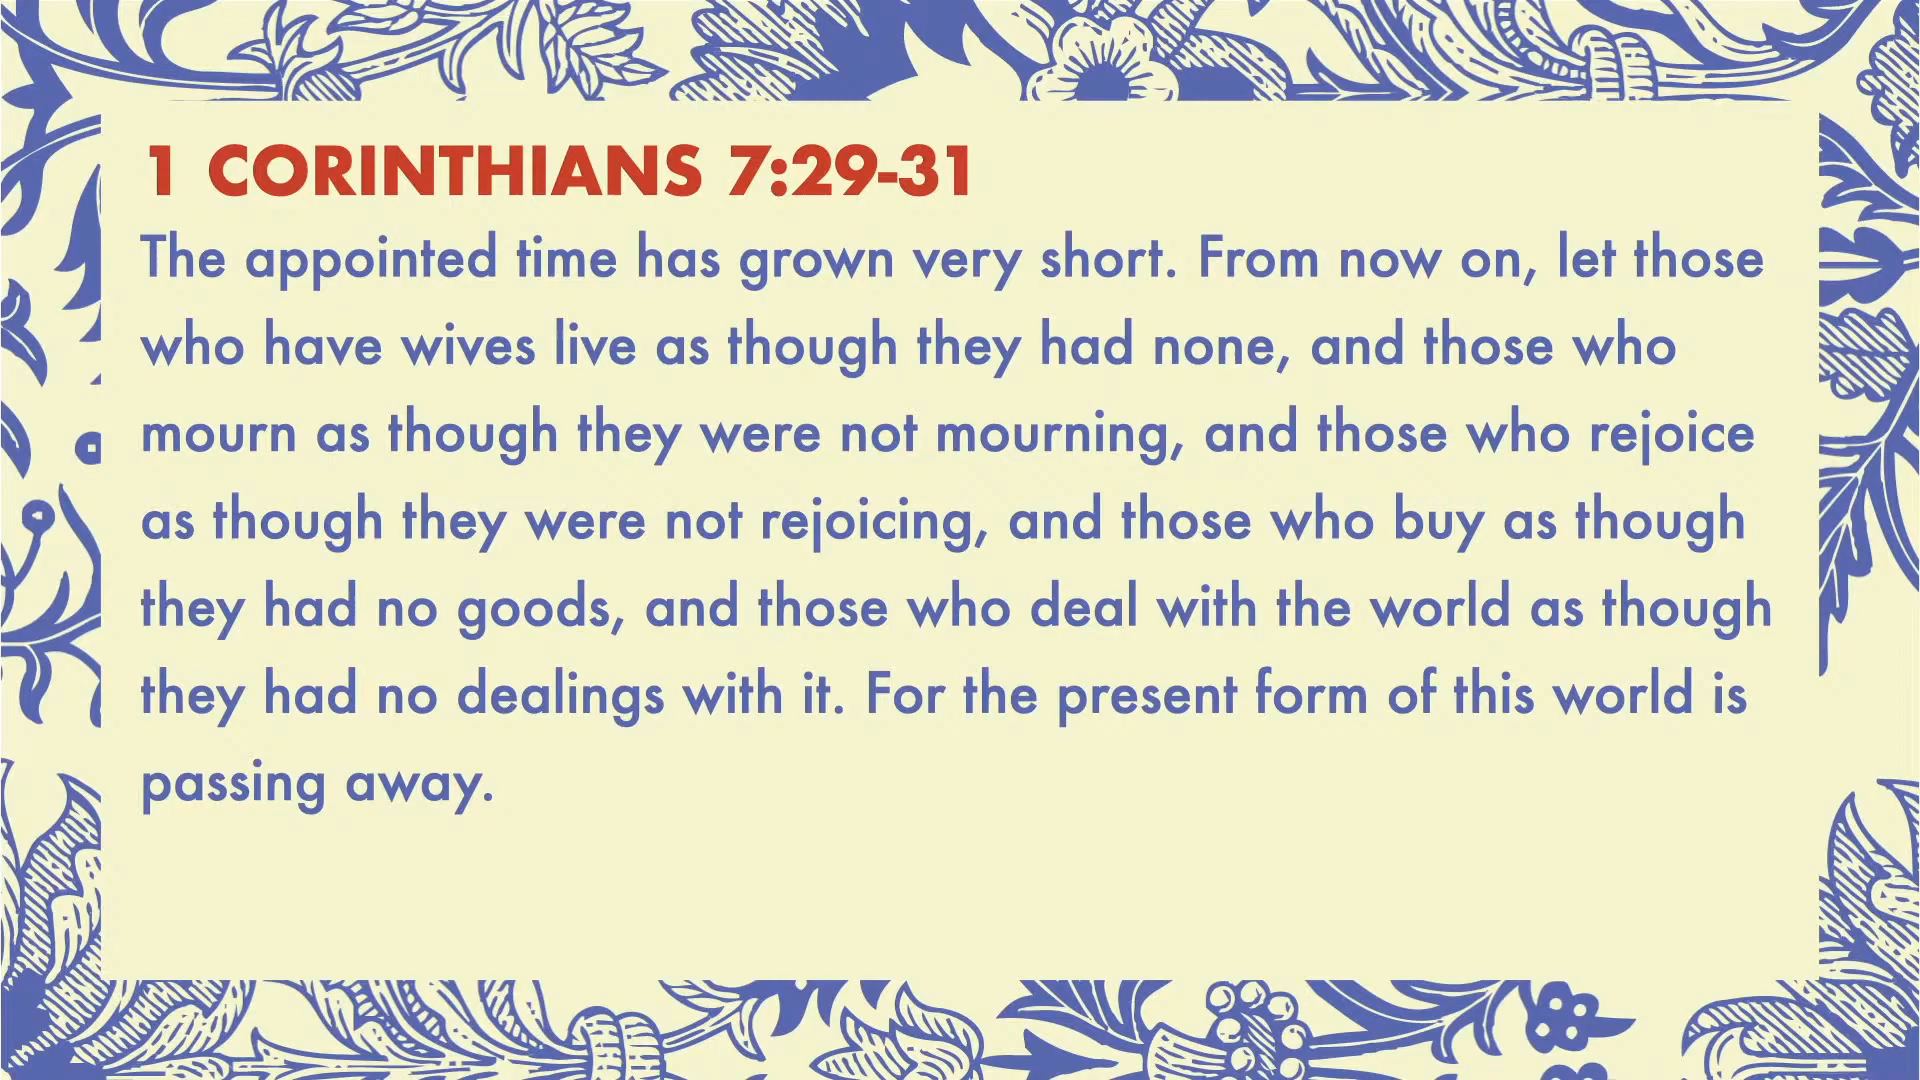 1 CORINTHIANS 7:29-31
The appointed time has grown very short. From now on, let those
who have wives live as though they had none, and those who
mourn as though they were not mourning, and those who rejoice
as though they were not rejoicing, and those who buy as though
they had no goods, and those who deal with the world as though
they had no dealings with it. For the present form of this world is
passing away.